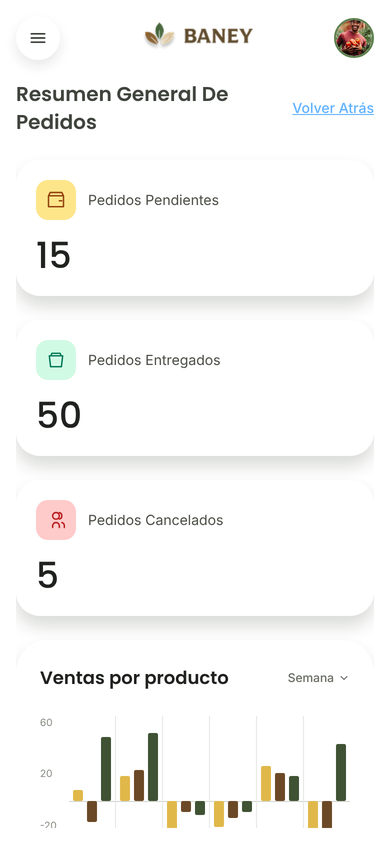 BANEY
Resumen General De
Pedidos
Volver Atrás
Pedidos Pendientes
15
Pedidos Entregados
50
Pedidos Cancelados
5
Ventas por producto
Semana
60
20
-20